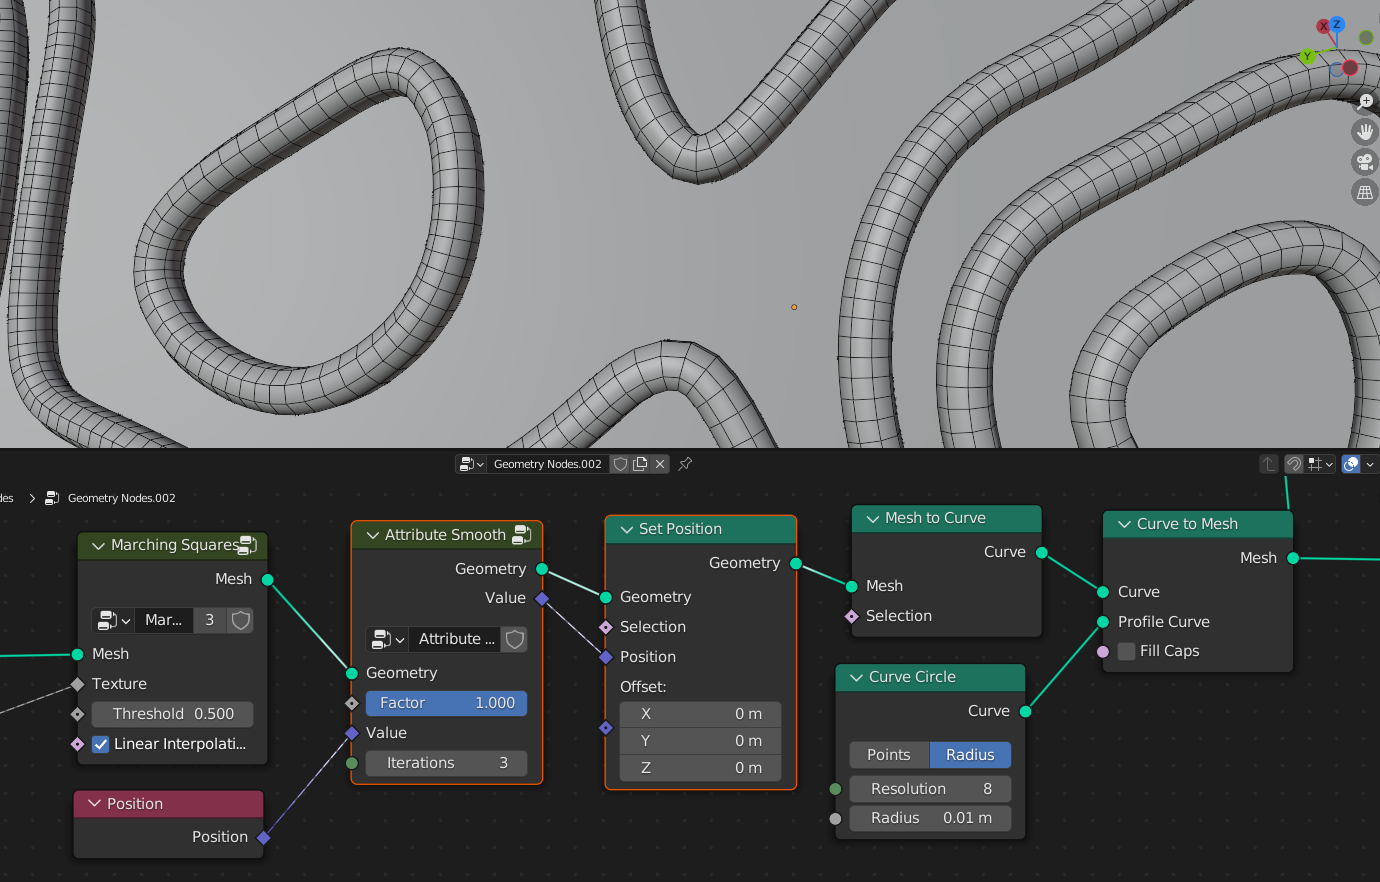 X
Z
Y
Geometry Nodes.002
des
Geometry Nodes.002
Marching Squares
Mesh
Mar...
3
Mesh
Texture
Threshold 0.500
Linear Interpolati...
Position
Position
Attribute Smooth
Geometry
Value
Attribute ...
Geometry
Factor 1.000
Value
Iterations 3
Set Position
Geometry
Geometry
Selection
Position
Offset:
X 0 m
Y 0 m
Z 0 m
Mesh to Curve
Curve
Mesh
Selection
Curve Circle
Curve
Points Radius
Resolution 8
Radius 0.01 m
Curve to Mesh
Mesh
Curve
Profile Curve
Fill Caps